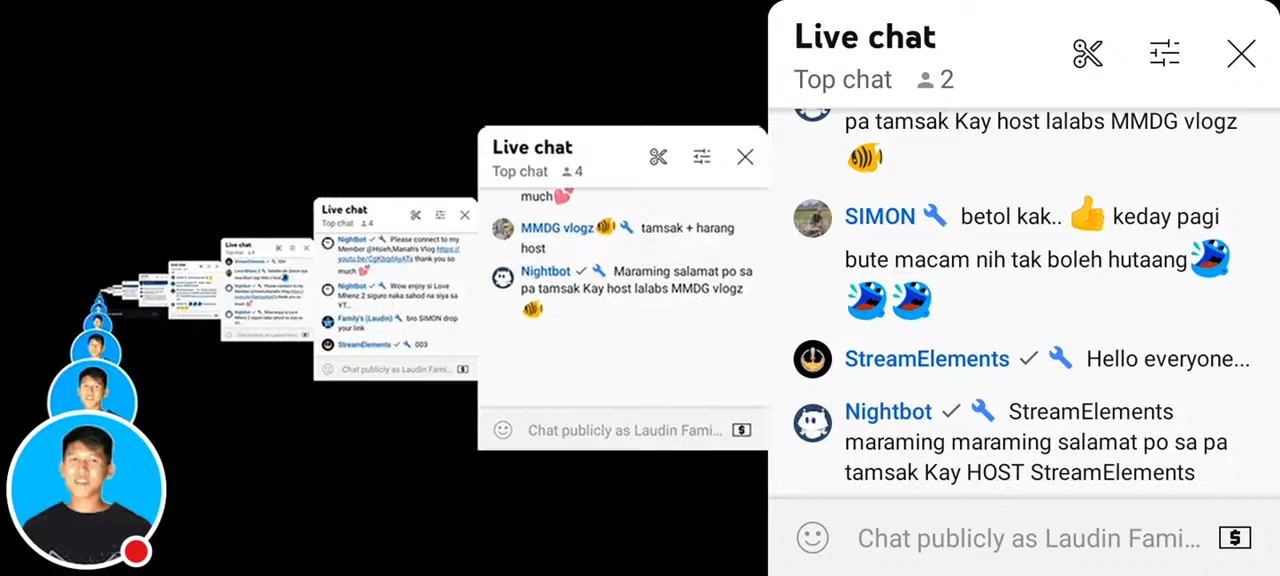 Live chat
Top chat 2
pa tamsak Kay host lalabs MMDG vlogz
SIMON betol kak.. keday pagi
bute macam nih tak boleh hutaang
StreamElements Hello everyone...
Nightbot StreamElements
maraming maraming salamat po sa pa
tamsak Kay HOST StreamElements
Chat publicly as Laudin Fami...
Live chat
Top chat 4
much
MMDG vlogz tamsak + harang
host
Nightbot Maraming salamat po sa
pa tamsak Kay host lalabs MMDG vlogz
Chat publicly as Laudin Fami...
Live chat
Top chat 4
Nightbot Please connect to my
Member @Hsieh,Mariah's Vlog https://
thank you so
much
Nightbot Wow enjoy si Love
Mhenz 2 siguro naka sahod na siya sa
YT...
Family's (Laudin) bro SIMON drop
your link
StreamElements 003
Chat publicly as Laudin Fami...
Live chat
Top chat